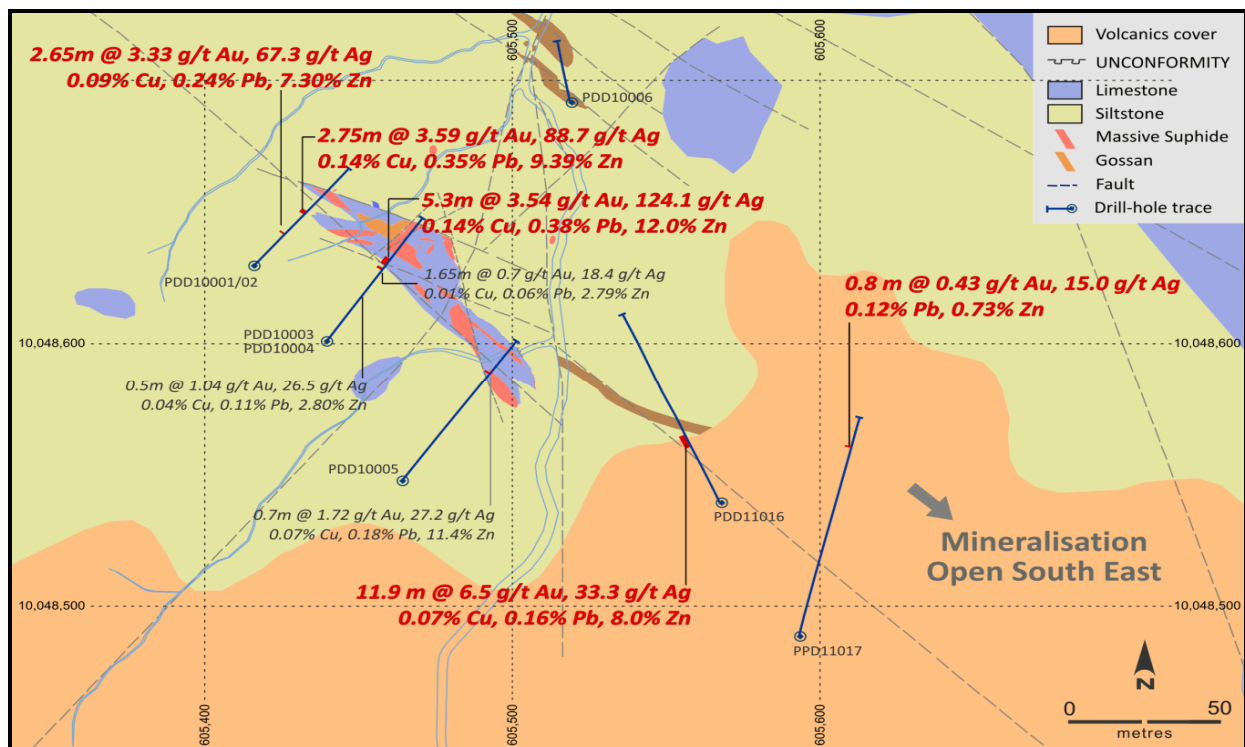 2.65m @ 3.33 g/t Au, 67.3 g/t Ag
0.09% Cu, 0.24% Pb, 7.30% Zn
2.75m @ 3.59 g/t Au, 88.7 g/t Ag
0.14% Cu, 0.35% Pb, 9.39% Zn
5.3m @ 3.54 g/t Au, 124.1 g/t Ag
0.14% Cu, 0.38% Pb, 12.0% Zn
1.65m @ 0.7 g/t Au, 18.4 g/t Ag
0.01% Cu, 0.06% Pb, 2.79% Zn
0.8 m @ 0.43 g/t Au, 15.0 g/t Ag
0.12% Pb, 0.73% Zn
0.5m @ 1.04 g/t Au, 26.5 g/t Ag
0.04% Cu, 0.11% Pb, 2.80% Zn
0.7m @ 1.72 g/t Au, 27.2 g/t Ag
0.07% Cu, 0.18% Pb, 11.4% Zn
11.9 m @ 6.5 g/t Au, 33.3 g/t Ag
0.07% Cu, 0.16% Pb, 8.0% Zn
PDD10006
PDD10001/02
PDD10003
PDD10004
PDD10005
PDD11016
PPD11017
605,500
605,600
10,048,600
10,048,600
10,048,500
10,048,500
605,400
605,500
605,600
Mineralisation
Open South East
Volcanics cover
UNCONFORMITY
Limestone
Siltstone
Massive Suphide
Gossan
Fault
Drill-hole trace
N
0 50
metres